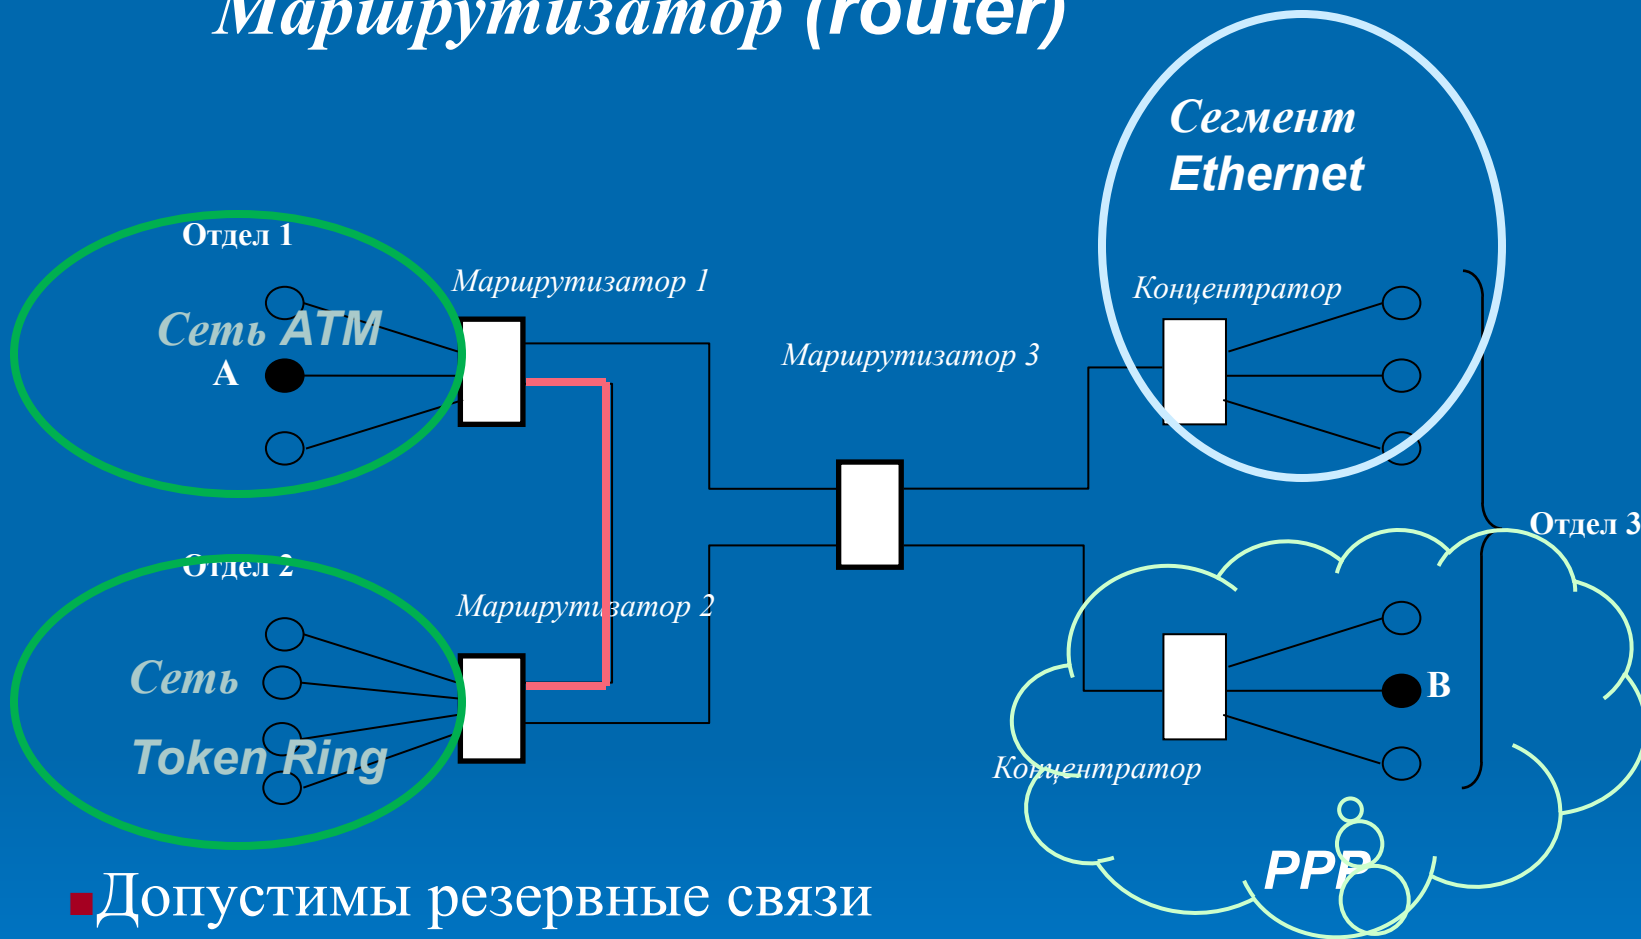 Маршрутизатор (router)
Сегмент
Ethernet
Отдел 1
Маршрутизатор 1
Концентратор
Сеть ATM
Маршрутизатор 3
А
Отдел 3
Отдел 2
Маршрутизатор 2
Сеть
В
Token Ring
Концентратор
PPP
Допустимы резервные связи